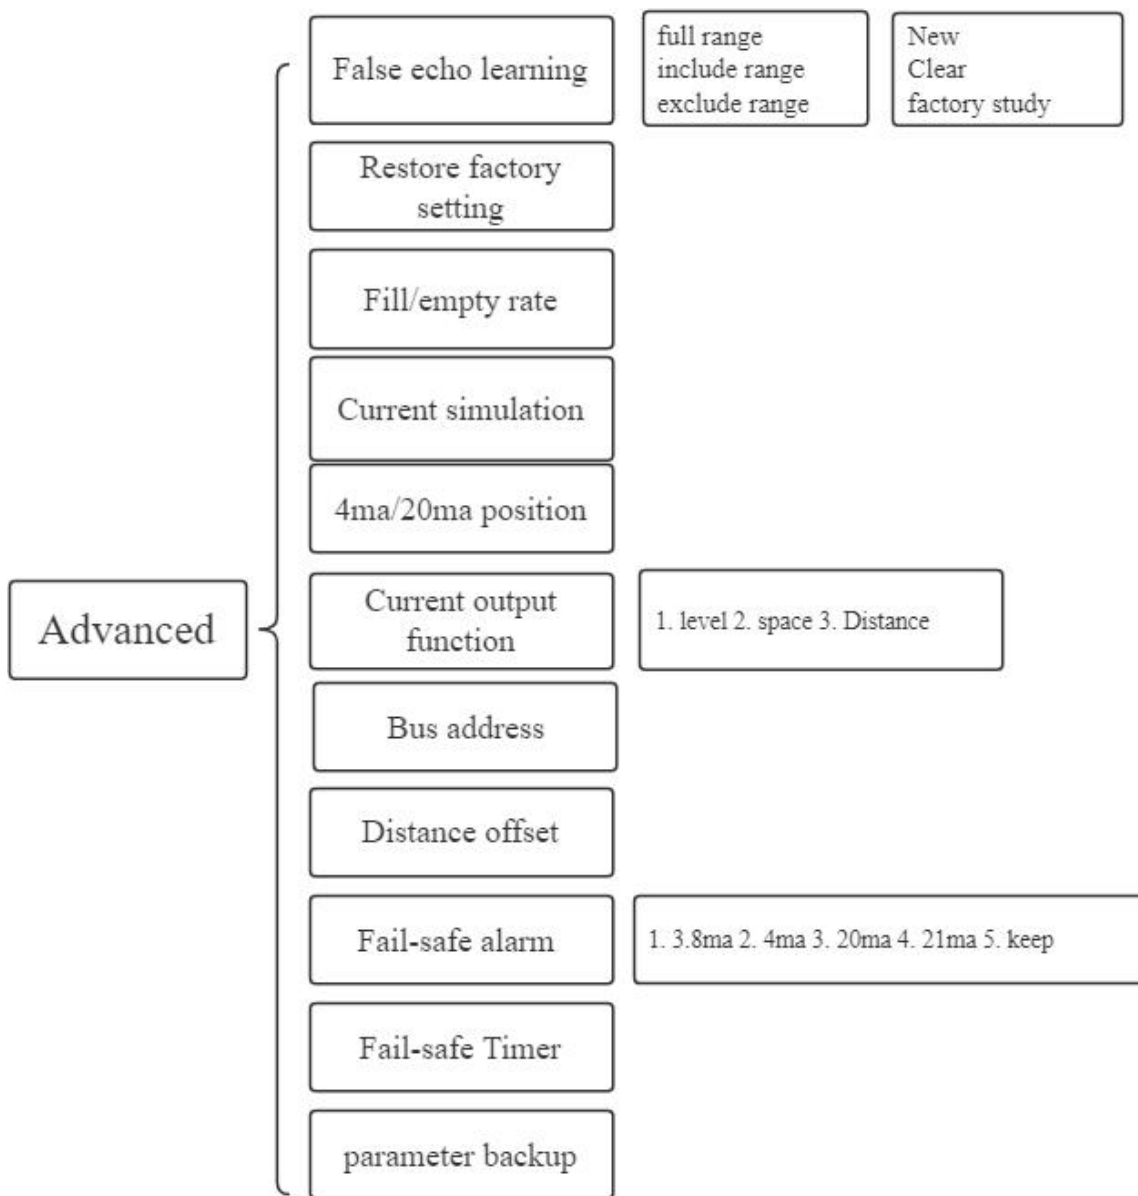 False echo learning
full range
include range
exclude range
New
Clear
factory study
Restore factory
setting
Fill/empty rate
Current simulation
4ma/20ma position
Advanced
Current output
function
1. level 2. space 3. Distance
Bus address
Distance offset
Fail-safe alarm
1. 3.8ma 2. 4ma 3. 20ma 4. 21ma 5. keep
Fail-safe Timer
parameter backup